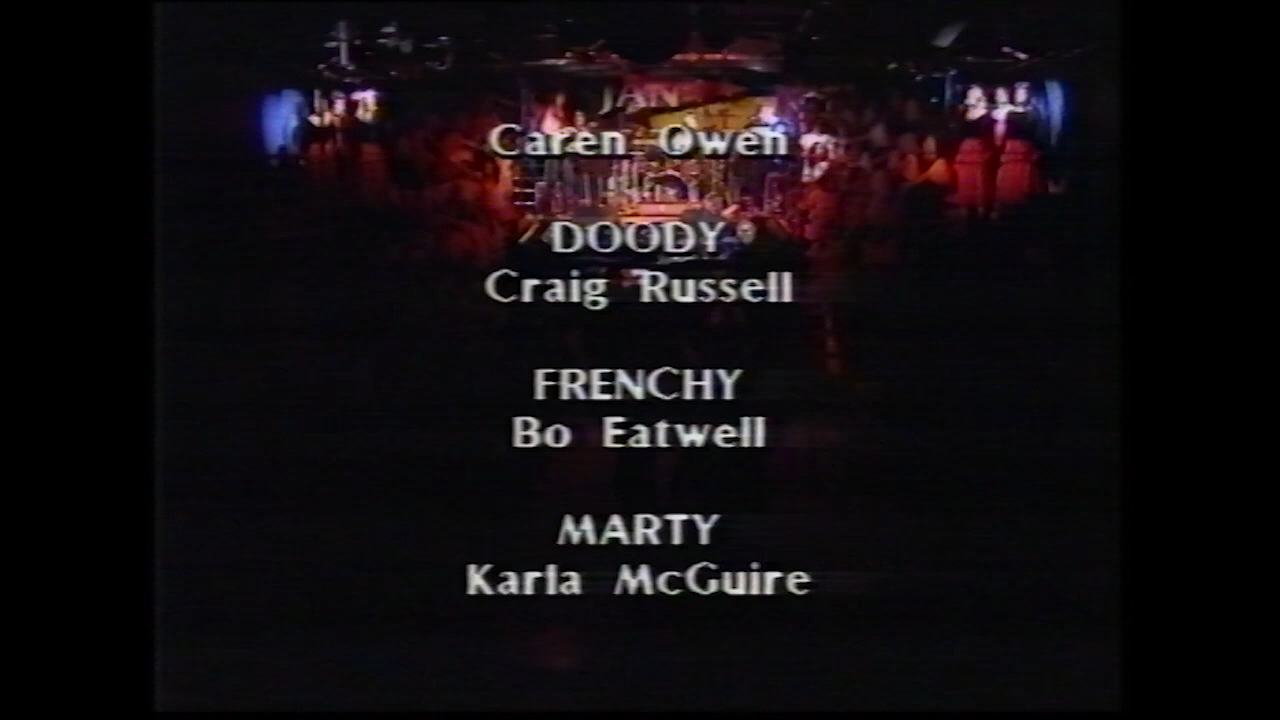 JAN
Caren Owen
DOODY
Craig Russell
FRENCHY
Bo Eatwell
MARTY
Karla McGuire